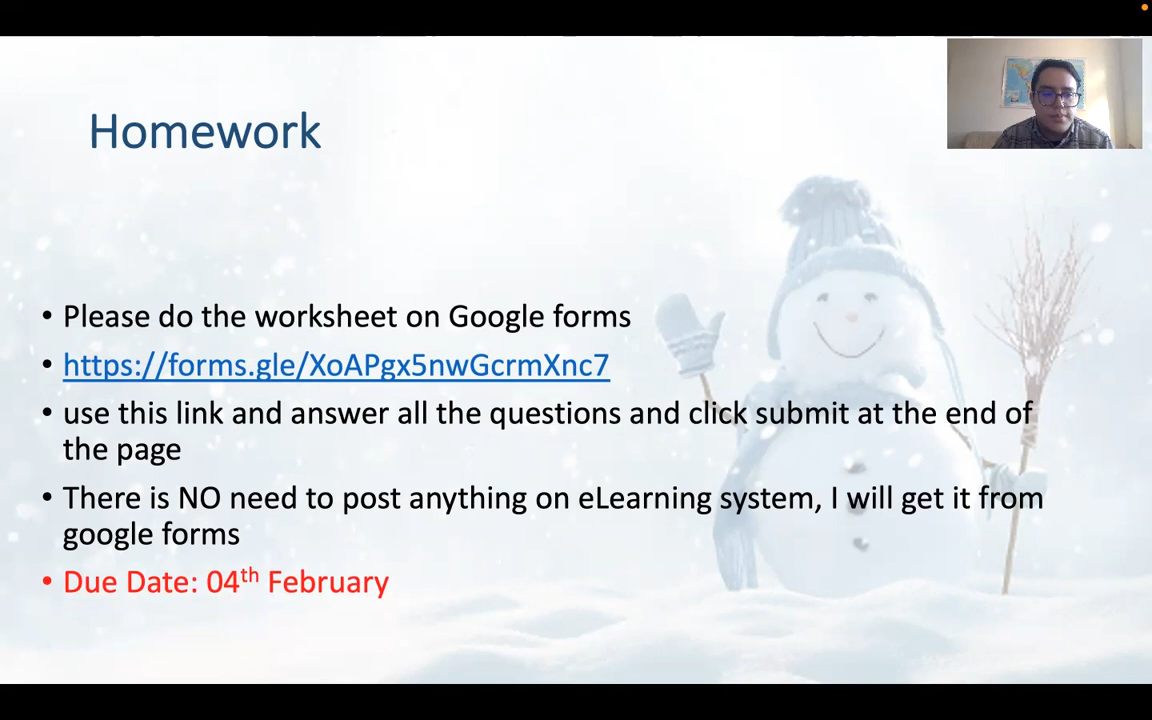 Homework
• Please do the worksheet on Google forms
• https://forms.gle/XoAPgx5nwGcrmXnc7
• use this link and answer all the questions and click submit at the end of
the page
• There is NO need to post anything on eLearning system, I will get it from
google forms
• Due Date: 04th February